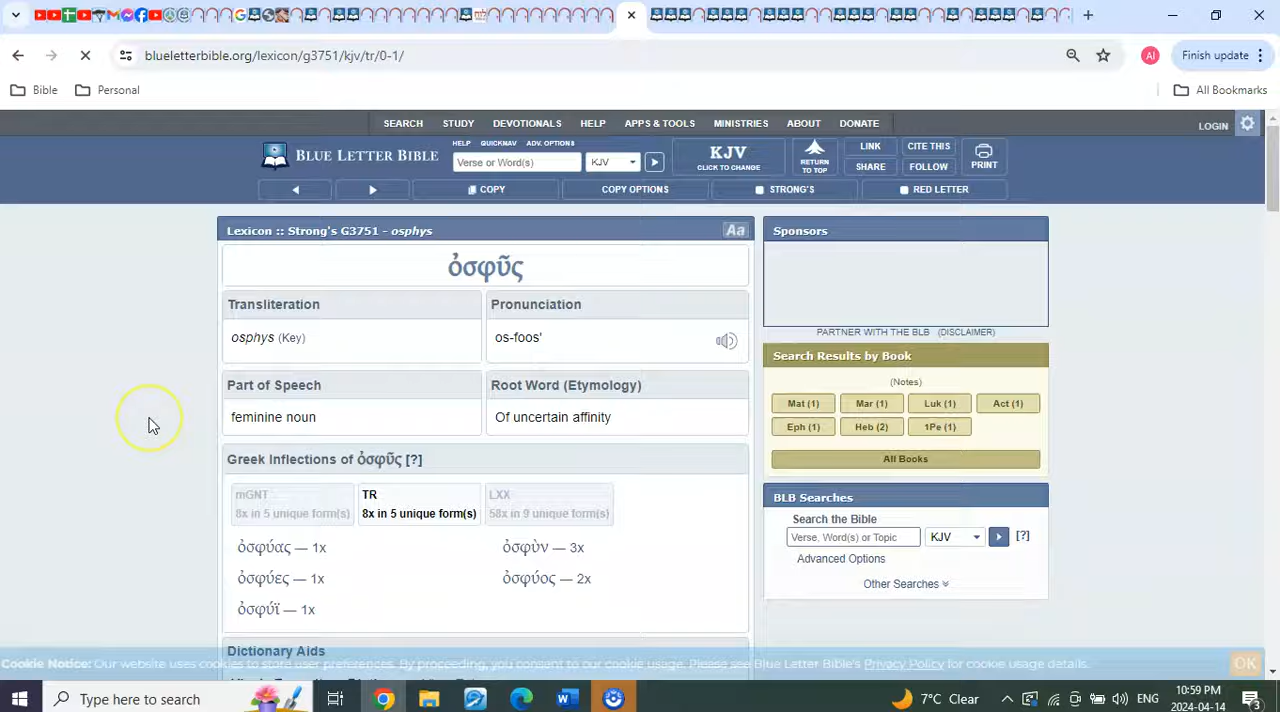 blueletterbible.org/lexicon/g3751/kjv/tr/0-1/
AI
Finish update
Bible
Personal
All Bookmarks
SEARCH STUDY DEVOTIONALS HELP APPS & TOOLS MINISTRIES ABOUT DONATE
LOGIN
BLUE LETTER BIBLE
HELP QUICKNAV ADV. OPTIONS
Verse or Word(s)
KJV
KJV
CLICK TO CHANGE
RETURN
TO TOP
LINK
CITE THIS
SHARE
FOLLOW
PRINT
COPY
COPY OPTIONS
STRONG'S
RED LETTER
Lexicon :: Strong's G3751 - osphys
Aa
ὀσφῦς
Transliteration
osphys (Key)
Pronunciation
os-foos'
Part of Speech
feminine noun
Root Word (Etymology)
Of uncertain affinity
Greek Inflections of ὀσφῦς [?]
mGNT
8x in 5 unique form(s)
TR
8x in 5 unique form(s)
LXX
58x in 9 unique form(s)
ὀσφύας — 1x
ὀσφὺν — 3x
ὀσφύες — 1x
ὀσφύος — 2x
ὀσφύϊ — 1x
Dictionary Aids
Sponsors
PARTNER WITH THE BLB (DISCLAIMER)
Search Results by Book
(Notes)
Mat (1)
Mar (1)
Luk (1)
Act (1)
Eph (1)
Heb (2)
1Pe (1)
All Books
BLB Searches
Search the Bible
Verse, Word(s) or Topic
KJV
[?]
Advanced Options
Other Searches
Cookie Notice: Our website uses cookies to store user preferences. By proceeding, you consent to our cookie usage. Please see Blue Letter Bible's Privacy Policy for cookie usage details.
OK
Type here to search
7°C Clear
ENG
10:59 PM
2024-04-14
3